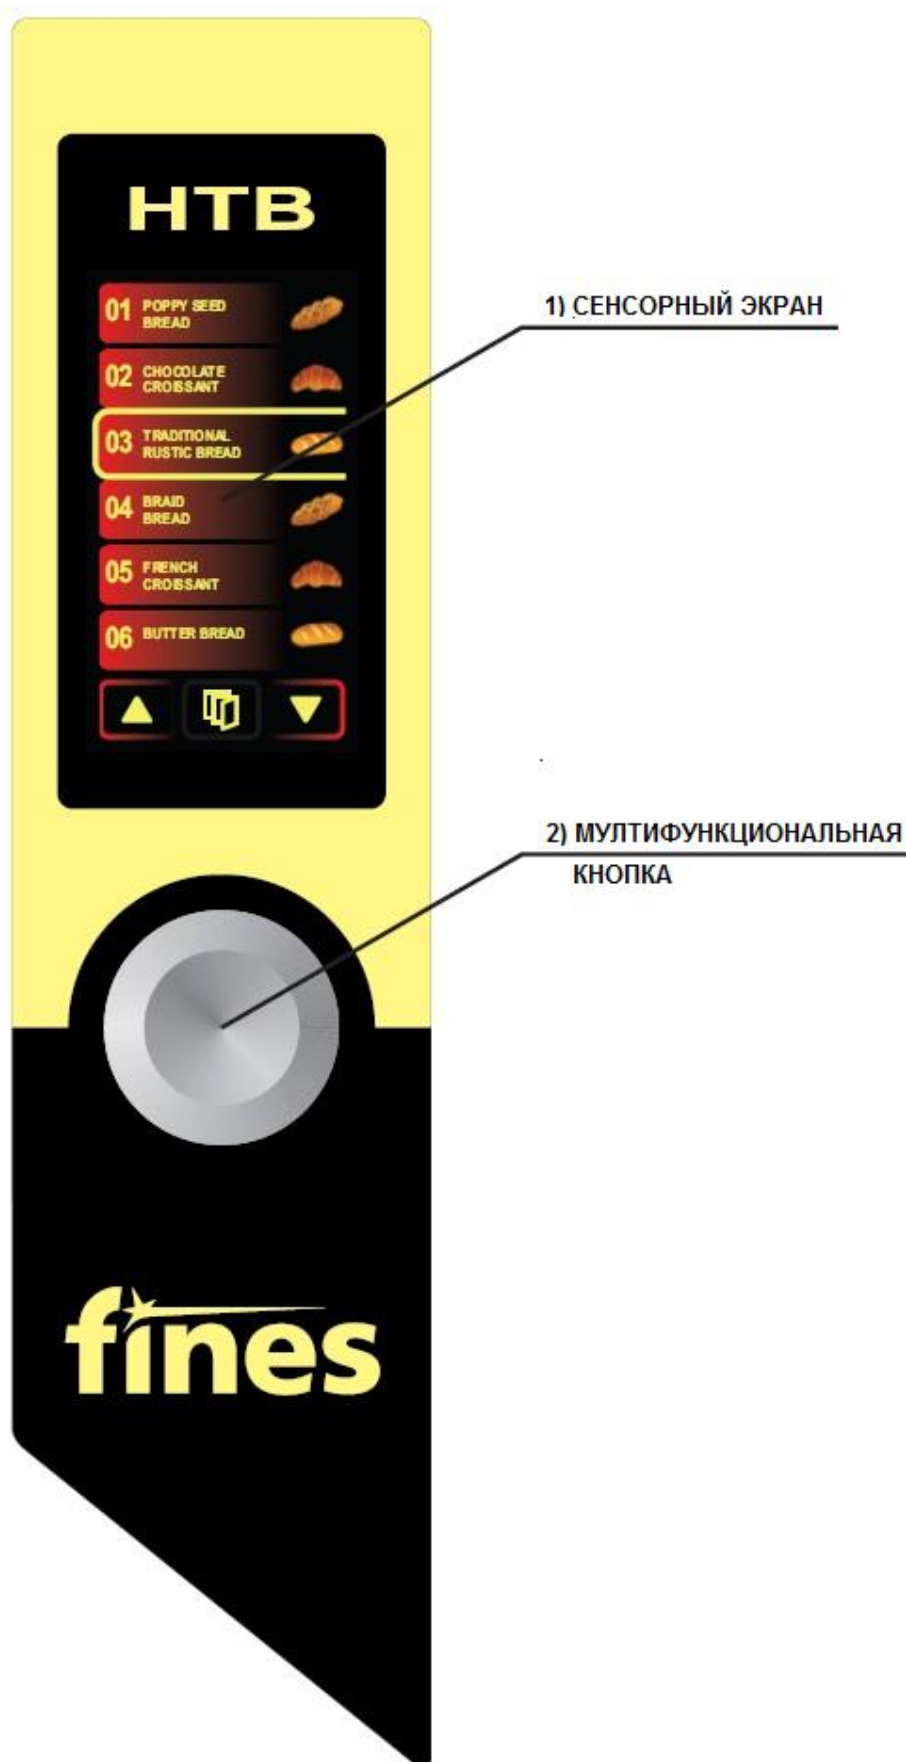 HTB
01 POPPY SEED
BREAD
02 CHOCOLATE
CROISSANT
03 TRADITIONAL
RUSTIC BREAD
04 BRAID
BREAD
05 FRENCH
CROISSANT
06 BUTTER BREAD
1) СЕНСОРНЫЙ ЭКРАН
2) МУЛТИФУНКЦИОНАЛЬНАЯ
КНОПКА
fines